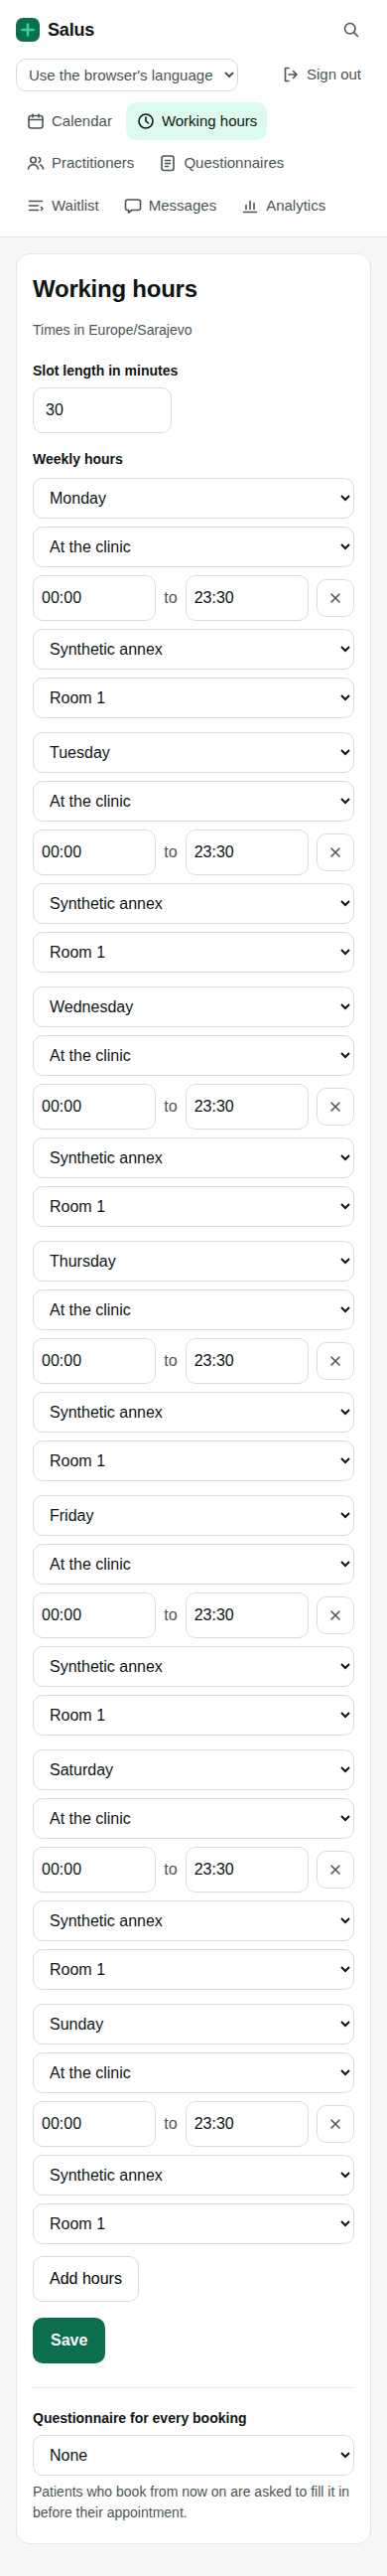 Salus
Use the browser's language
Sign out
Calendar
Working hours
Practitioners
Questionnaires
Waitlist
Messages
Analytics
Working hours
Times in Europe/Sarajevo
Slot length in minutes
30
Weekly hours
Monday
At the clinic
00:00 to 23:30
Synthetic annex
Room 1
Tuesday
At the clinic
00:00 to 23:30
Synthetic annex
Room 1
Wednesday
At the clinic
00:00 to 23:30
Synthetic annex
Room 1
Thursday
At the clinic
00:00 to 23:30
Synthetic annex
Room 1
Friday
At the clinic
00:00 to 23:30
Synthetic annex
Room 1
Saturday
At the clinic
00:00 to 23:30
Synthetic annex
Room 1
Sunday
At the clinic
00:00 to 23:30
Synthetic annex
Room 1
Add hours
Save
Questionnaire for every booking
None
Patients who book from now on are asked to fill it in
before their appointment.